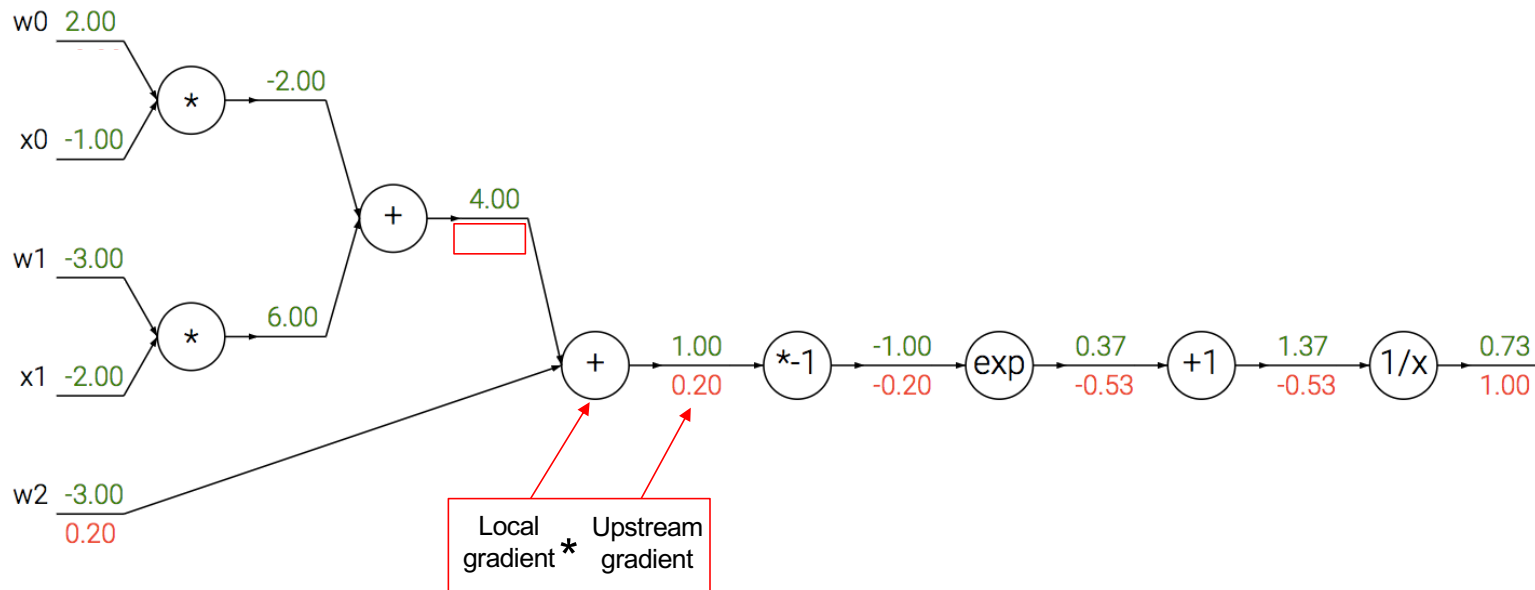 w0 2.00
*
-2.00
x0 -1.00
+
4.00
w1 -3.00
*
6.00
x1 -2.00
+
1.00
0.20
*-1
-1.00
-0.20
exp
0.37
-0.53
+1
1.37
-0.53
1/x
0.73
1.00
w2 -3.00
0.20
Local gradient
*
Upstream gradient